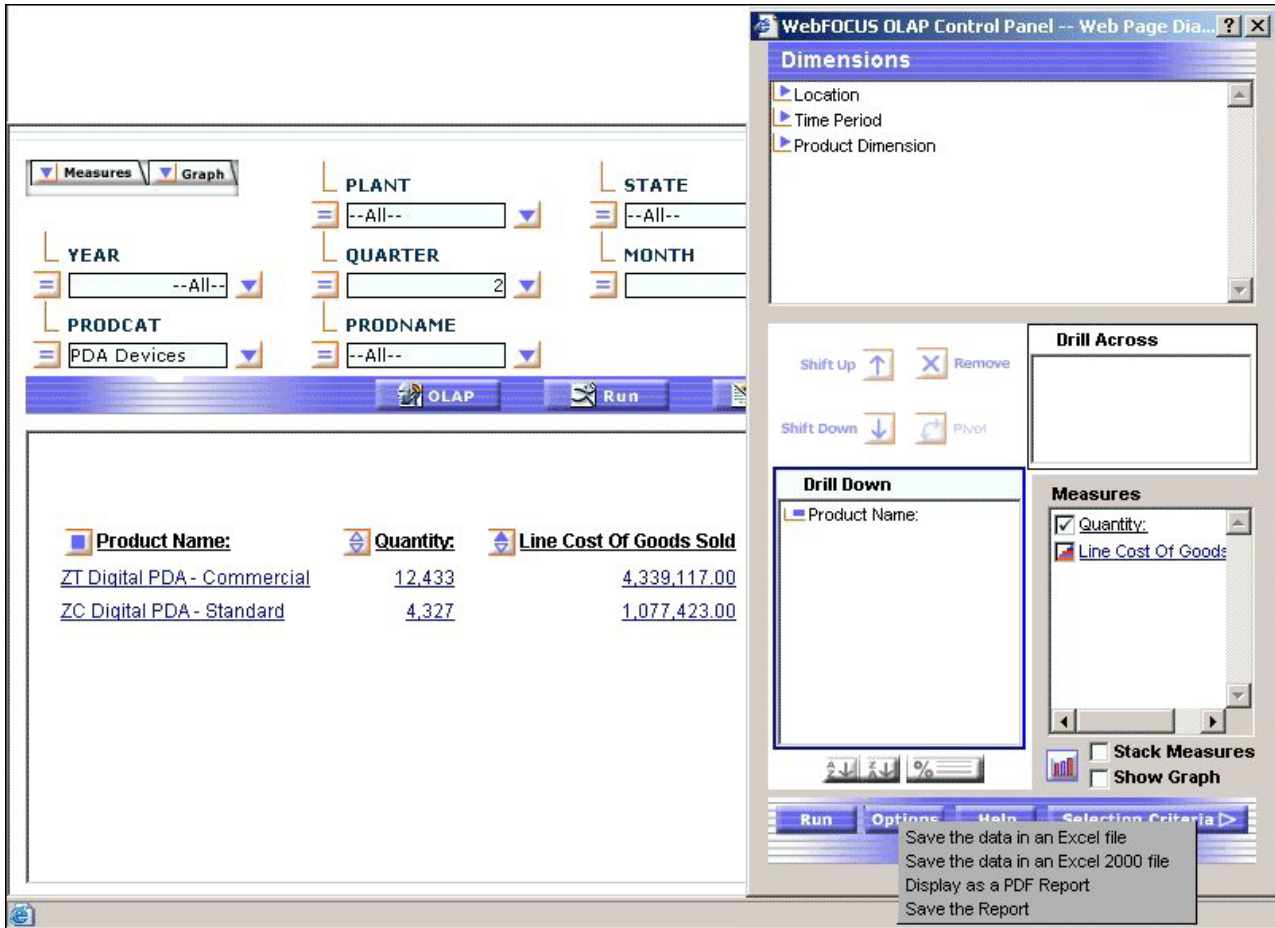 WebFOCUS OLAP Control Panel -- Web Page Dia...
Dimensions
Location
Time Period
Product Dimension
Measures
Graph
PLANT
--All--
STATE
--All--
YEAR
--All--
QUARTER
2
MONTH
PRODCAT
PDA Devices
PRODNAME
--All--
OLAP
Run
Product Name:
Quantity:
Line Cost Of Goods Sold
ZT Digital PDA - Commercial
12,433
4,339,117.00
ZC Digital PDA - Standard
4,327
1,077,423.00
Shift Up
Remove
Shift Down
Pivot
Drill Across
Drill Down
Product Name:
Measures
Quantity:
Line Cost Of Goods
Stack Measures
Show Graph
Run
Options
Help
Selection Criteria
Save the data in an Excel file
Save the data in an Excel 2000 file
Display as a PDF Report
Save the Report